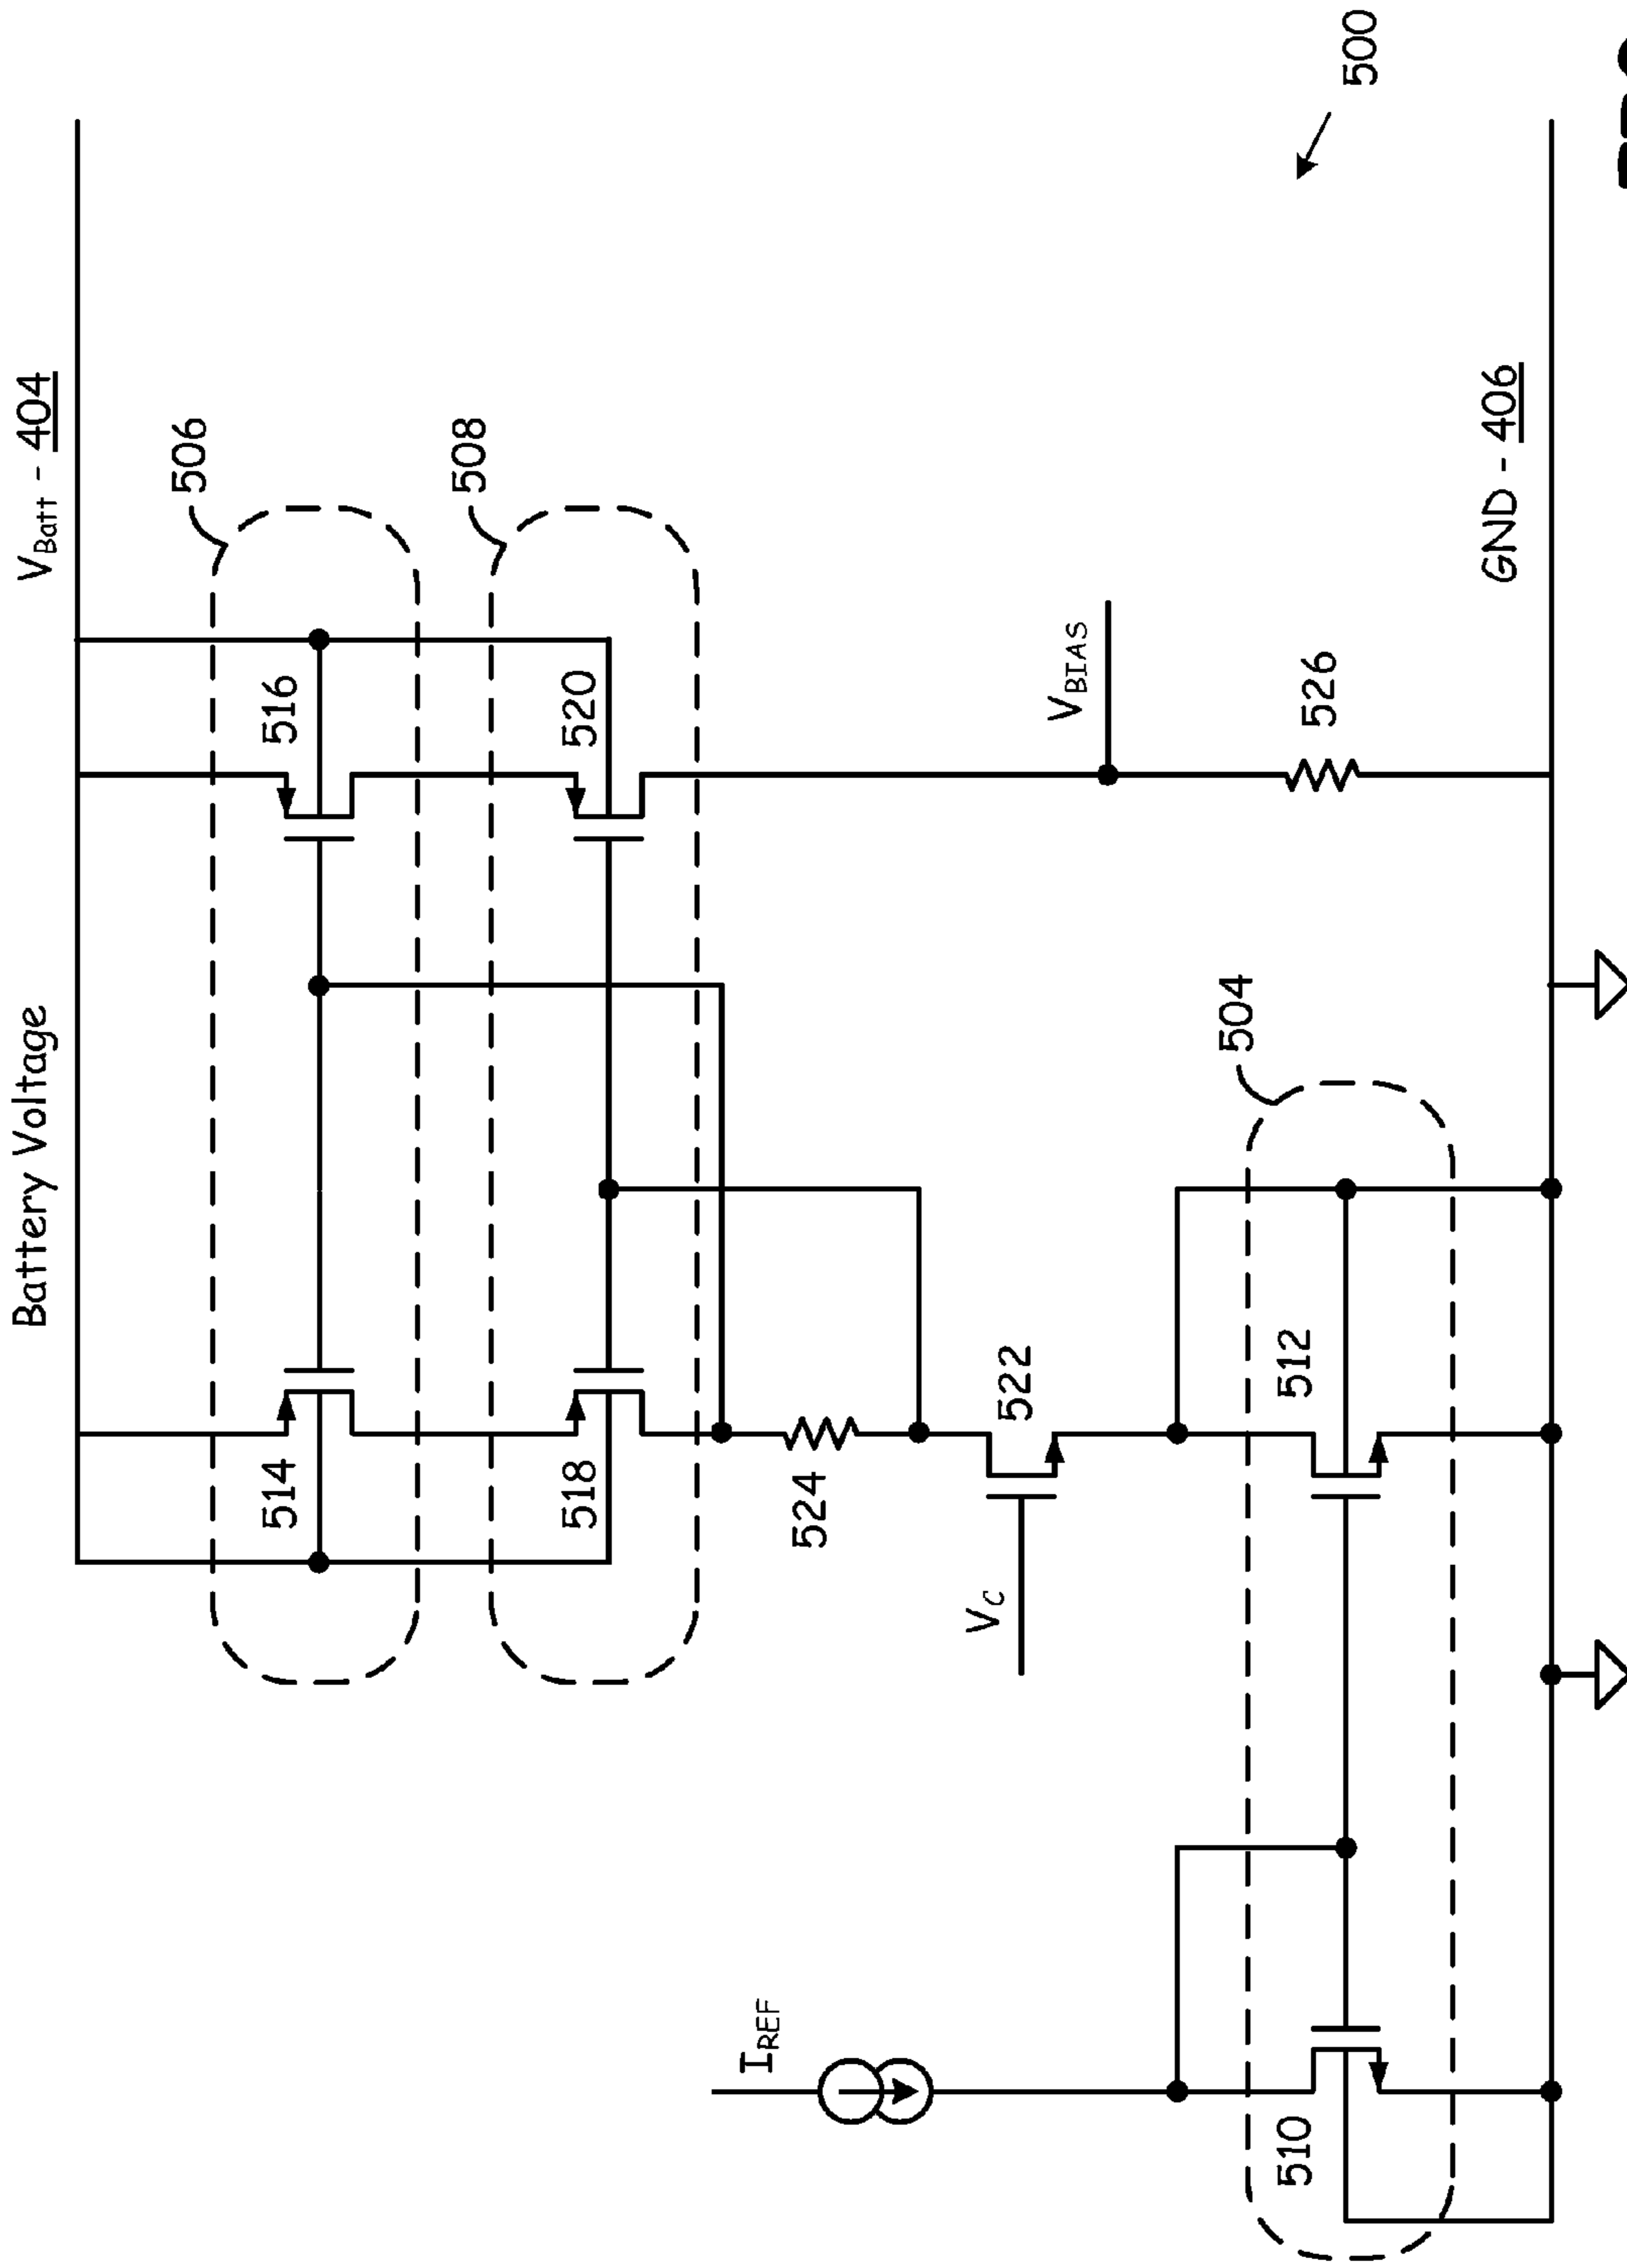 Battery Voltage
V_Batt - 404
506
514
516
508
518
520
524
V_C
522
V_BIAS
I_REF
504
510
512
526
GND - 406
500